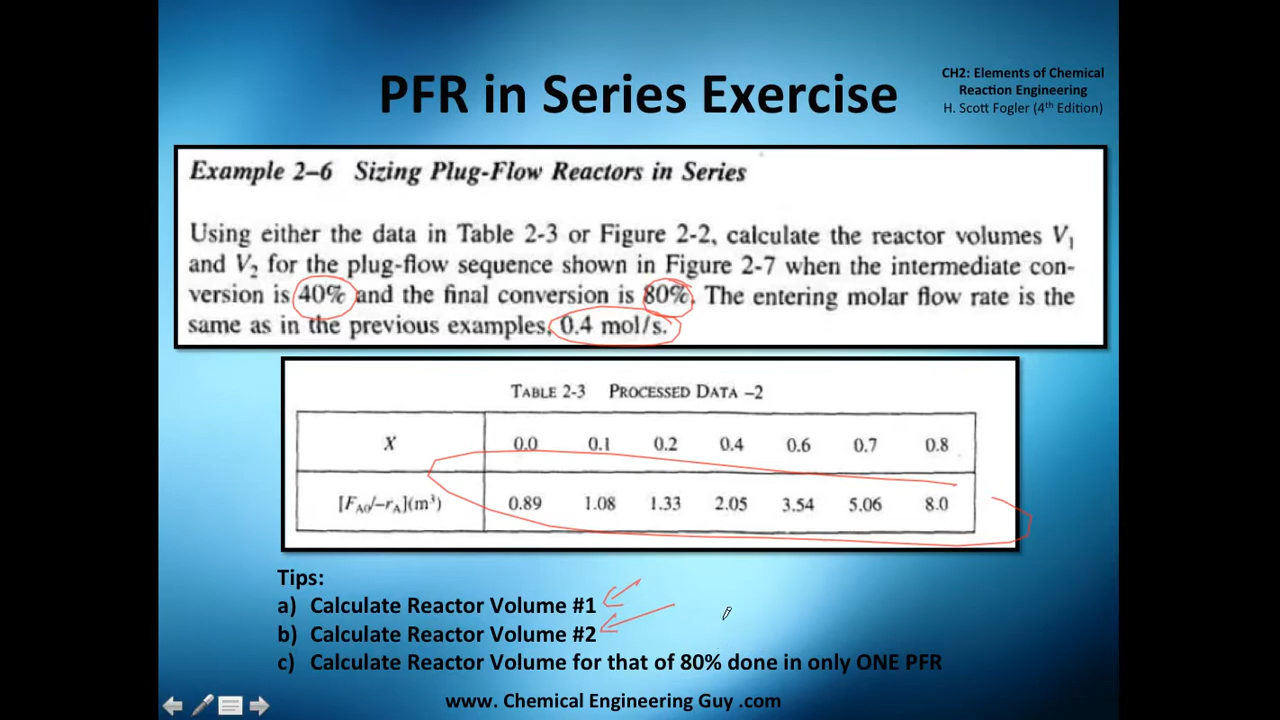 PFR in Series Exercise
CH2: Elements of Chemical
Reaction Engineering
H. Scott Fogler (4th Edition)
Example 2–6 Sizing Plug-Flow Reactors in Series
Using either the data in Table 2-3 or Figure 2-2, calculate the reactor volumes V1
and V2 for the plug-flow sequence shown in Figure 2-7 when the intermediate con-
version is 40% and the final conversion is 80%. The entering molar flow rate is the
same as in the previous examples, 0.4 mol/s.
TABLE 2-3 PROCESSED DATA –2
X 0.0 0.1 0.2 0.4 0.6 0.7 0.8
[FA0/–rA](m³) 0.89 1.08 1.33 2.05 3.54 5.06 8.0
Tips:
a) Calculate Reactor Volume #1
b) Calculate Reactor Volume #2
c) Calculate Reactor Volume for that of 80% done in only ONE PFR
www. Chemical Engineering Guy .com